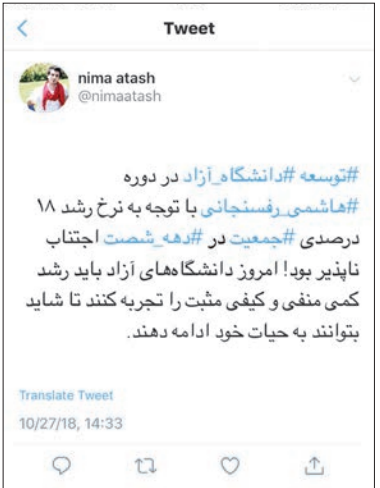 Tweet
nima atash
@nimaatash
#توسعه #دانشگاه_آزاد در دوره
#هاشمی_رفسنجانی با توجه به نرخ رشد ۱۸
درصدی #جمعیت در #دهه_شصت اجتناب
ناپذیر بود! امروز دانشگاه‌های آزاد باید رشد
کمی منفی و کیفی مثبت را تجربه کنند تا شاید
بتوانند به حیات خود ادامه دهند.
Translate Tweet
10/27/18, 14:33